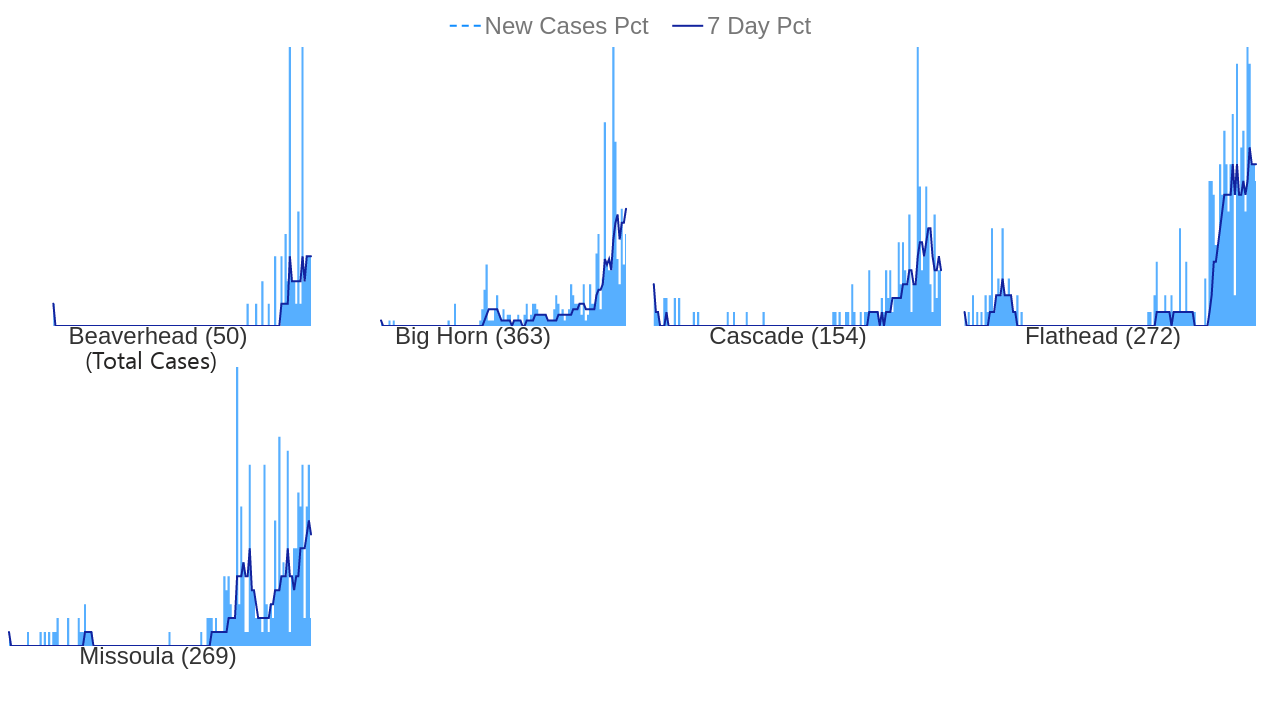 New Cases Pct 7 Day Pct
Beaverhead (50) Big Horn (363) Cascade (154) Flathead (272)
(Total Cases)
Missoula (269)